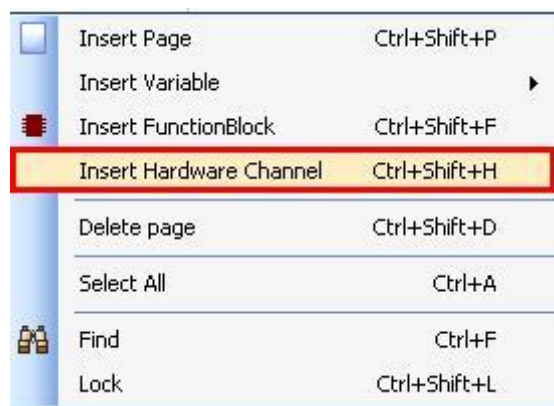 Insert Page Ctrl+Shift+P
Insert Variable
Insert FunctionBlock Ctrl+Shift+F
Insert Hardware Channel Ctrl+Shift+H
Delete page Ctrl+Shift+D
Select All Ctrl+A
Find Ctrl+F
Lock Ctrl+Shift+L